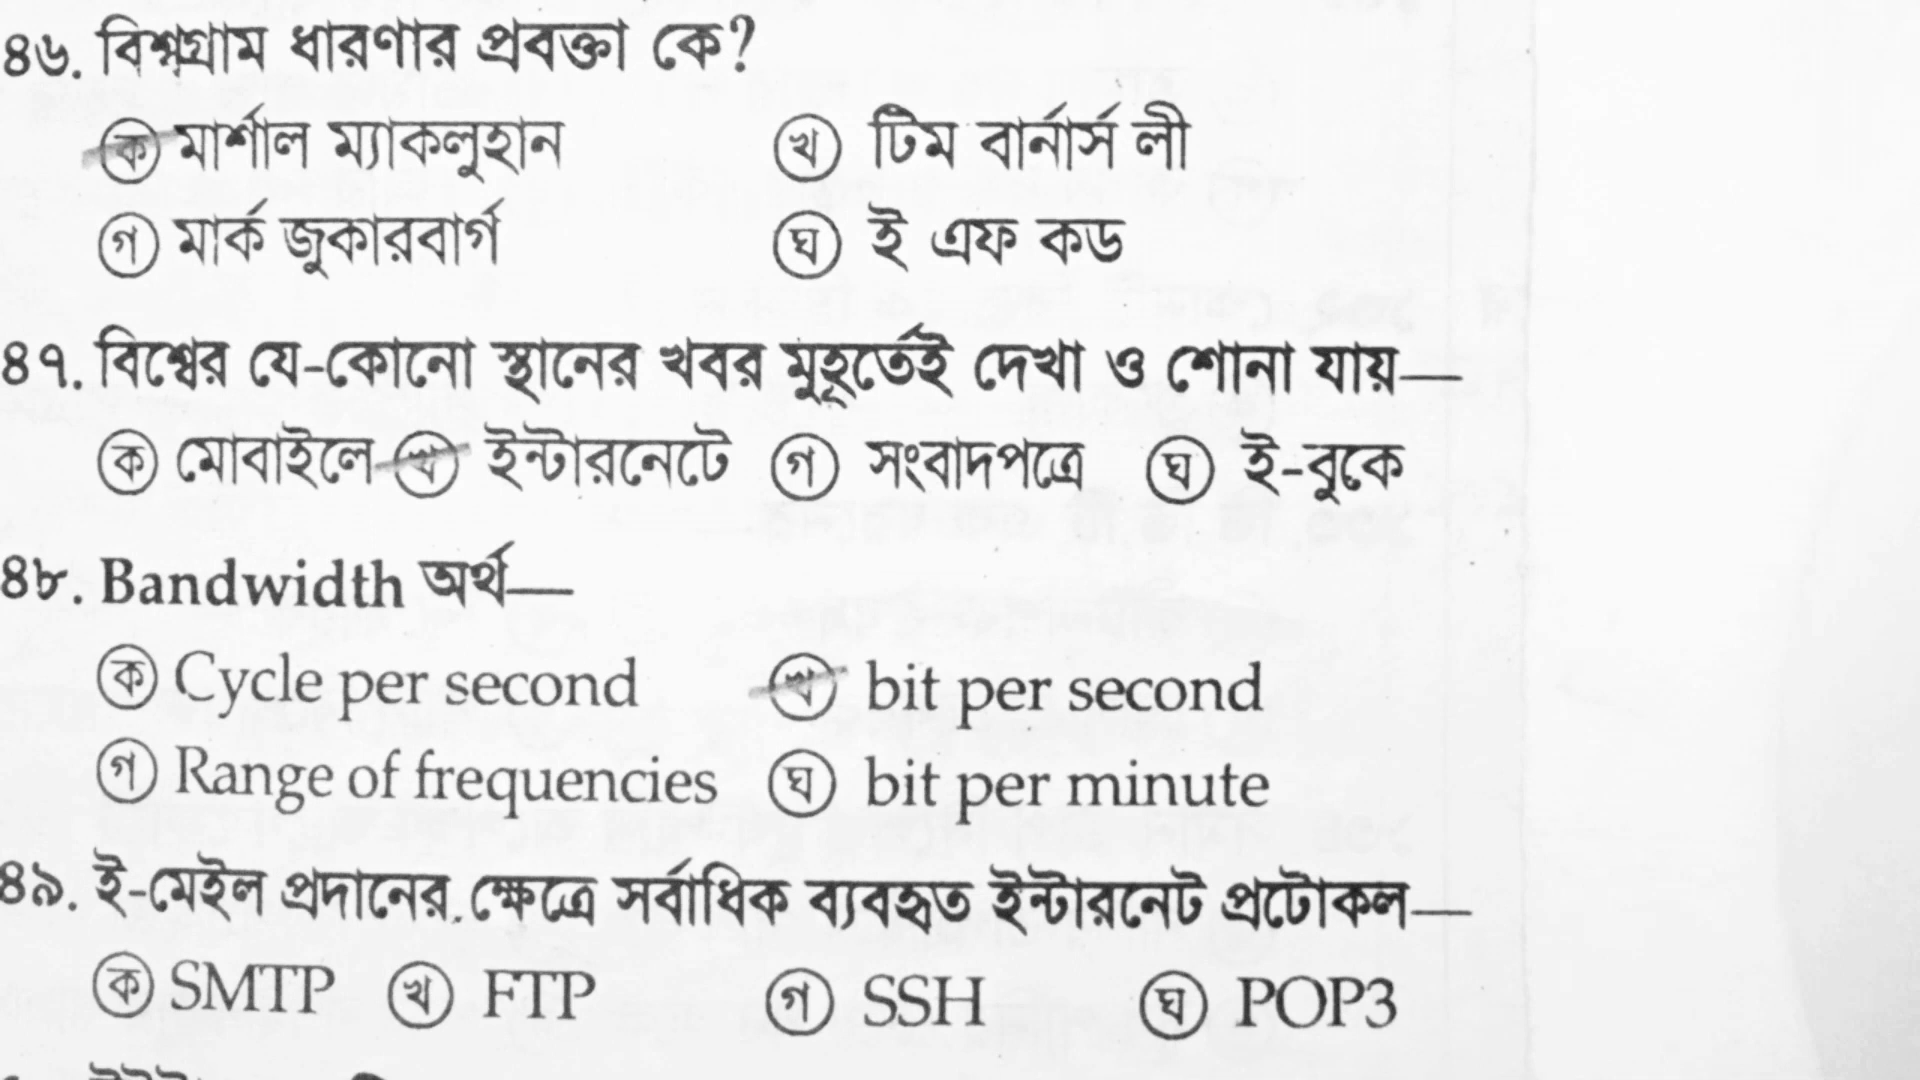 ৪৬. বিশ্বগ্রাম ধারণার প্রবক্তা কে?
ক মার্শাল ম্যাকলুহান খ টিম বার্নার্স লী
গ মার্ক জুকারবার্গ ঘ ই এফ কড
৪৭. বিশ্বের যে-কোনো স্থানের খবর মুহূর্তেই দেখা ও শোনা যায়—
ক মোবাইলে খ ইন্টারনেটে গ সংবাদপত্রে ঘ ই-বুকে
৪৮. Bandwidth অর্থ—
ক Cycle per second খ bit per second
গ Range of frequencies ঘ bit per minute
৪৯. ই-মেইল প্রদানের ক্ষেত্রে সর্বাধিক ব্যবহৃত ইন্টারনেট প্রটোকল—
ক SMTP খ FTP গ SSH ঘ POP3